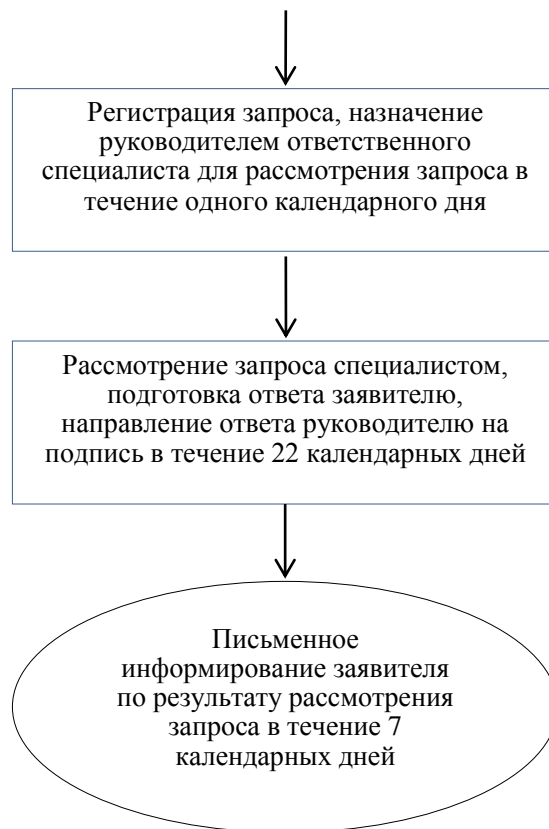 Регистрация запроса, назначение
руководителем ответственного
специалиста для рассмотрения запроса в
течение одного календарного дня
Рассмотрение запроса специалистом,
подготовка ответа заявителю,
направление ответа руководителю на
подпись в течение 22 календарных дней
Письменное
информирование заявителя
по результату рассмотрения
запроса в течение 7
календарных дней